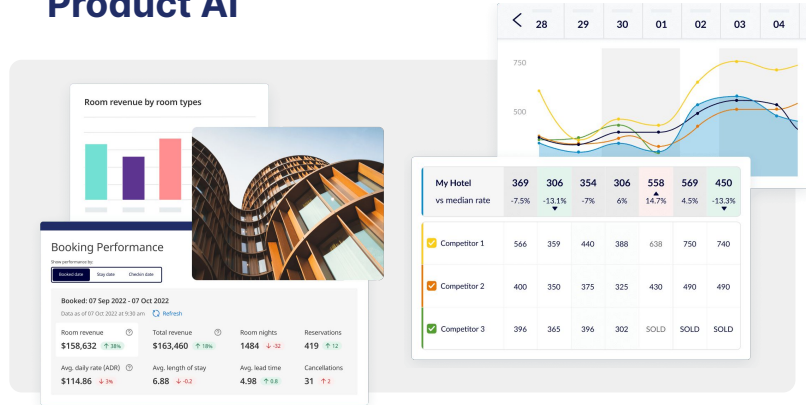 Product AI
28 29 30 01 02 03 04
750
500
Room revenue by room types
My Hotel 369 306 354 306 558 569 450
vs median rate -7.5% -13.1% -7% 6% 14.7% 4.5% -13.3%
Competitor 1 566 359 440 388 638 750 740
Competitor 2 400 350 375 325 430 490 490
Competitor 3 396 365 396 302 SOLD SOLD SOLD
Booking Performance
Show performance by:
Booked date Stay date Checkin date
Booked: 07 Sep 2022 - 07 Oct 2022
Data as of 07 Oct 2022 at 9:30 am Refresh
Room revenue Total revenue Room nights Reservations
$158,632 ↑ 38% $163,460 ↑ 18% 1484 ↓ -32 419 ↑ 12
Avg. daily rate (ADR) Avg. length of stay Avg. lead time Cancellations
$114.86 ↓ 3% 6.88 ↓ -0.2 4.98 ↑ 0.8 31 ↑ 2